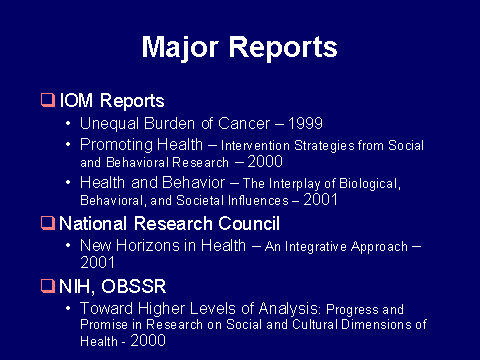 Major Reports
❑IOM Reports
• Unequal Burden of Cancer – 1999
• Promoting Health – Intervention Strategies from Social
and Behavioral Research – 2000
• Health and Behavior – The Interplay of Biological,
Behavioral, and Societal Influences – 2001
❑National Research Council
• New Horizons in Health – An Integrative Approach –
2001
❑NIH, OBSSR
• Toward Higher Levels of Analysis: Progress and
Promise in Research on Social and Cultural Dimensions of
Health - 2000